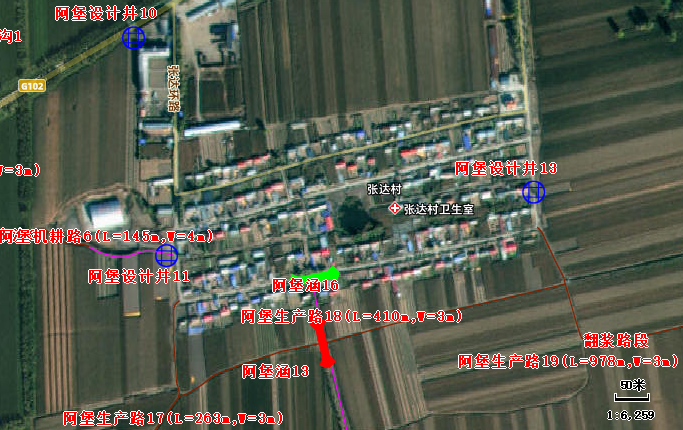 阿堡设计井10
沟1
G102
张达环路
W=3m)
阿堡设计井13
张达村
张达村卫生室
阿堡机耕路6(L=145m,W=4m)
阿堡设计井11
阿堡涵16
阿堡生产路18(L=410m,W=3m)
翻浆路段
阿堡生产路19(L=978m,W=3m)
阿堡涵13
50米
1:6,259
阿堡生产路17(L=263m,W=3m)